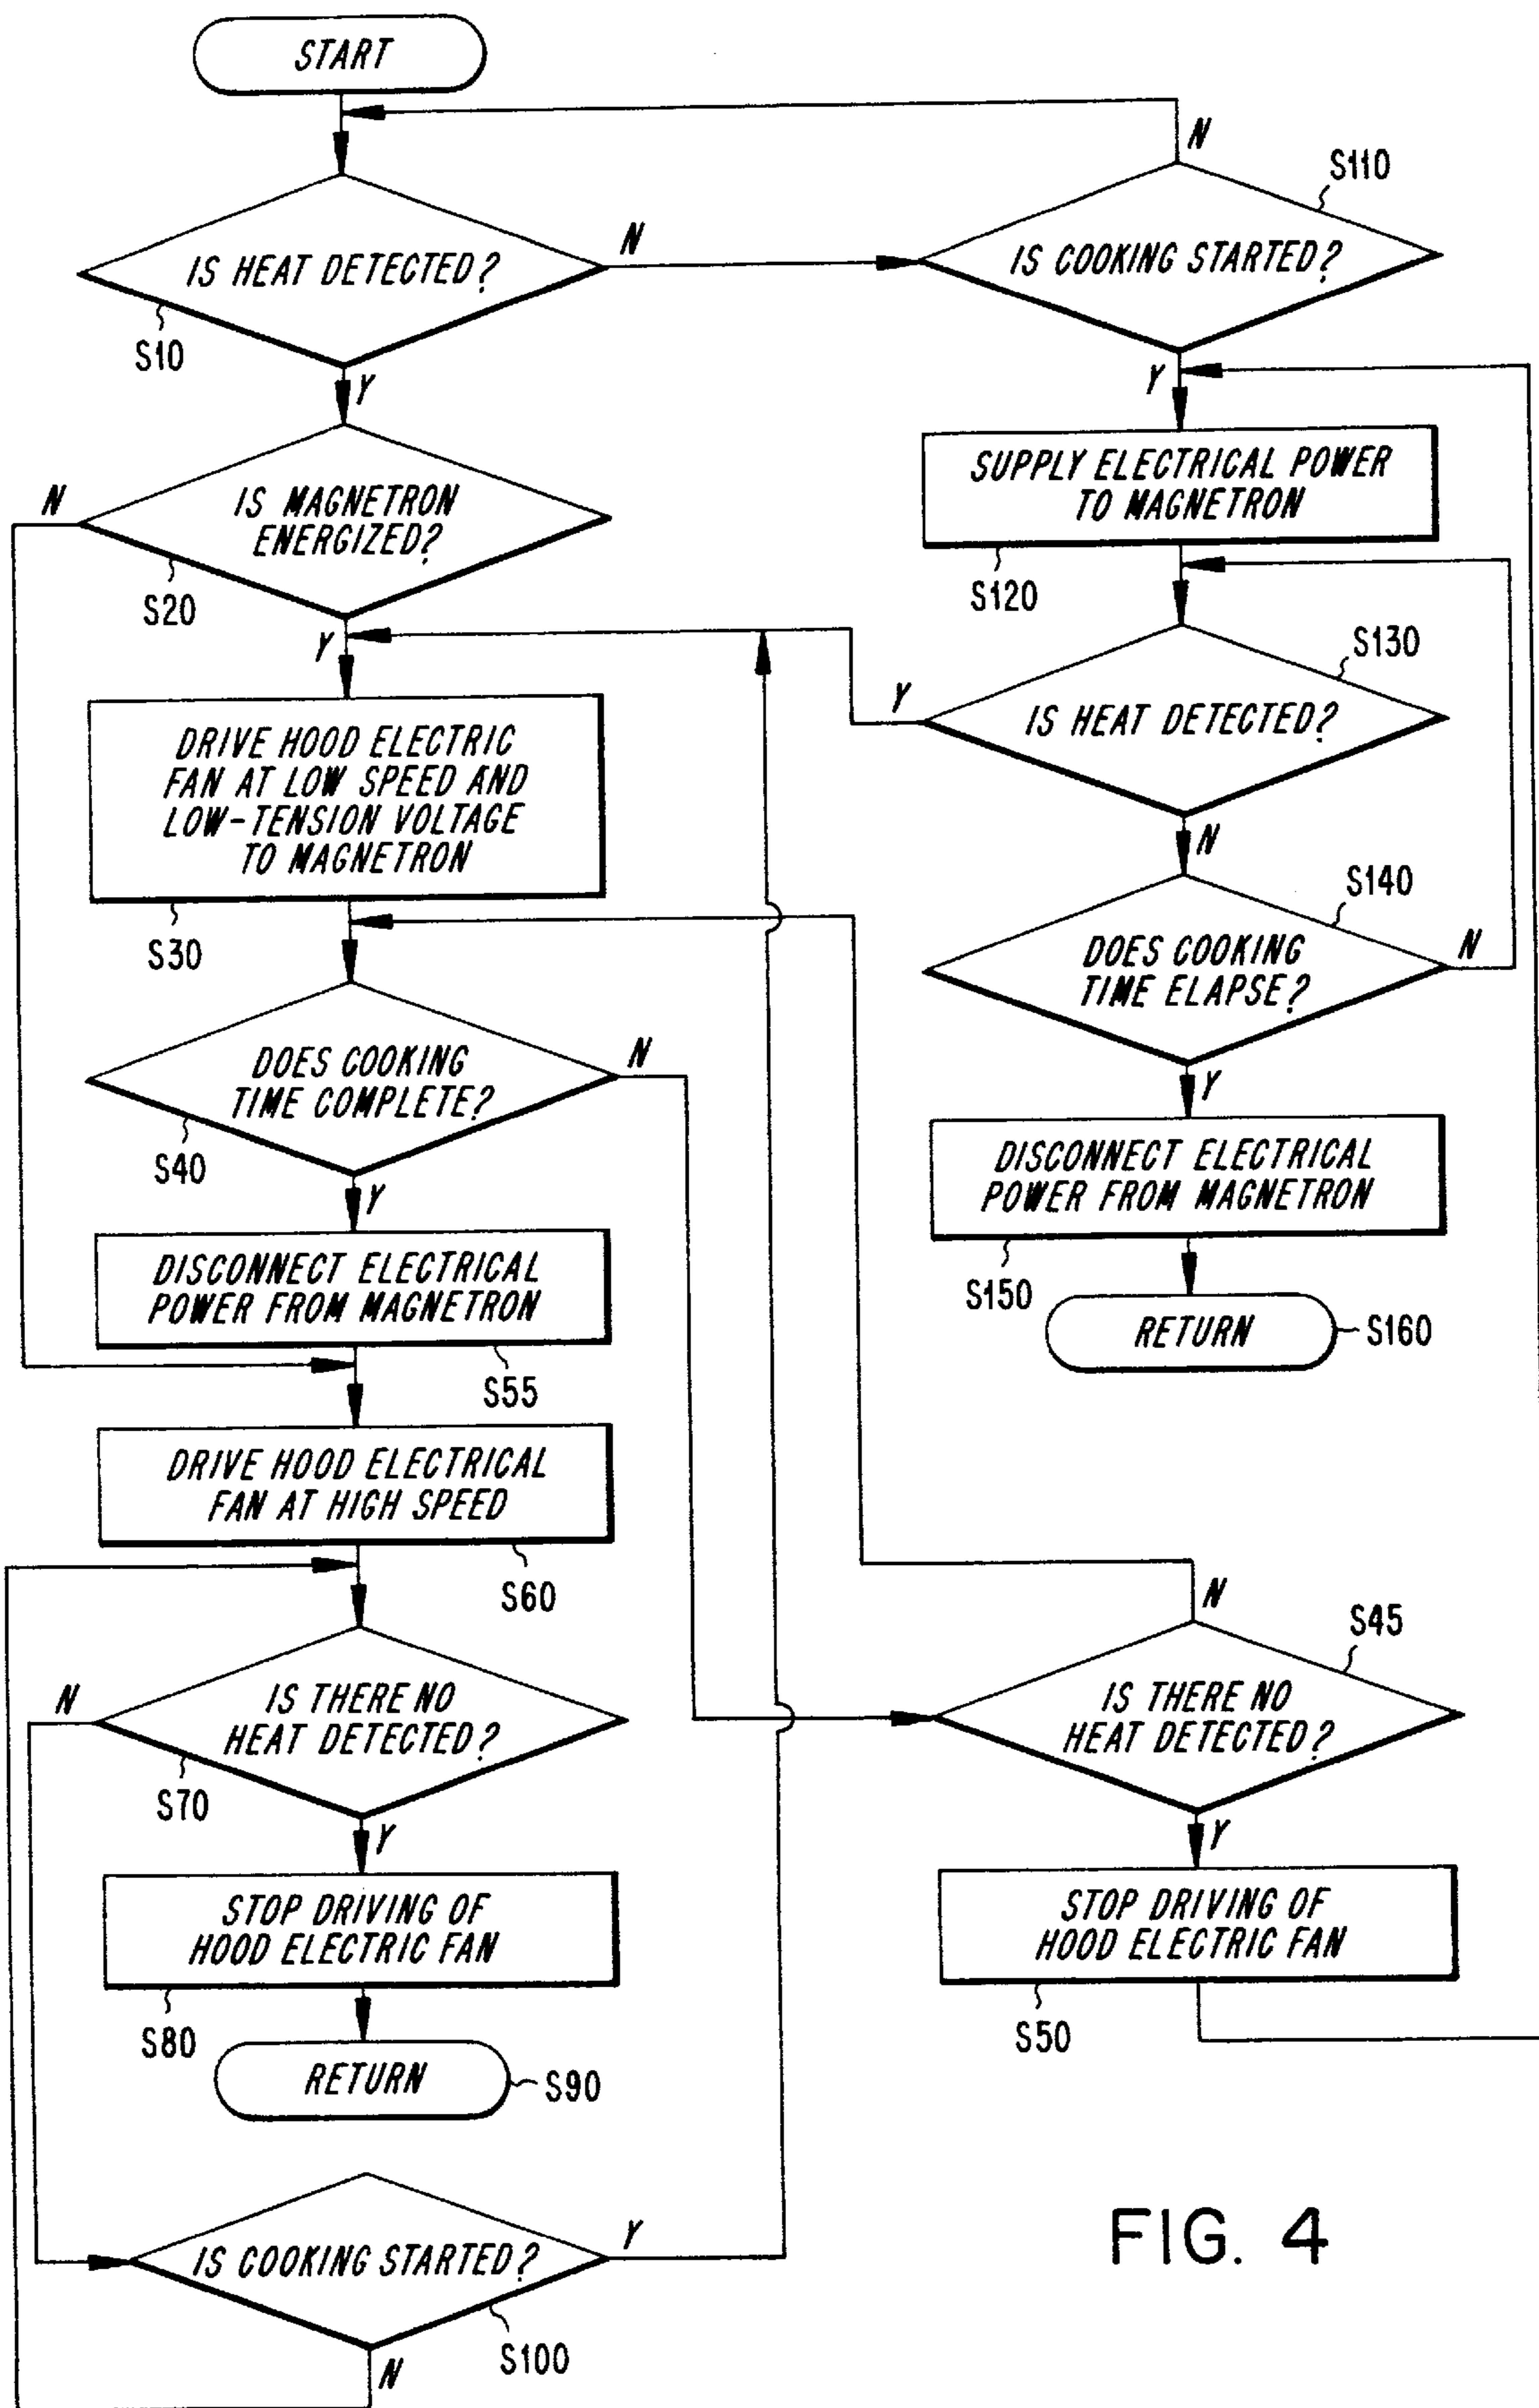 START
N
S110
IS HEAT DETECTED?
N
IS COOKING STARTED?
S10
Y
Y
SUPPLY ELECTRICAL POWER
TO MAGNETRON
N
IS MAGNETRON
ENERGIZED?
S20
S120
Y
S130
Y
IS HEAT DETECTED?
DRIVE HOOD ELECTRIC
FAN AT LOW SPEED AND
LOW-TENSION VOLTAGE
TO MAGNETRON
N
S30
S140
DOES COOKING
TIME ELAPSE?
N
DOES COOKING
TIME COMPLETE?
N
Y
S40
Y
DISCONNECT ELECTRICAL
POWER FROM MAGNETRON
DISCONNECT ELECTRICAL
POWER FROM MAGNETRON
S150
RETURN
S160
S55
DRIVE HOOD ELECTRICAL
FAN AT HIGH SPEED
S60
N
S45
N
IS THERE NO
HEAT DETECTED?
IS THERE NO
HEAT DETECTED?
S70
Y
Y
STOP DRIVING OF
HOOD ELECTRIC FAN
STOP DRIVING OF
HOOD ELECTRIC FAN
S80
S50
RETURN
S90
IS COOKING STARTED?
Y
S100
N
FIG. 4